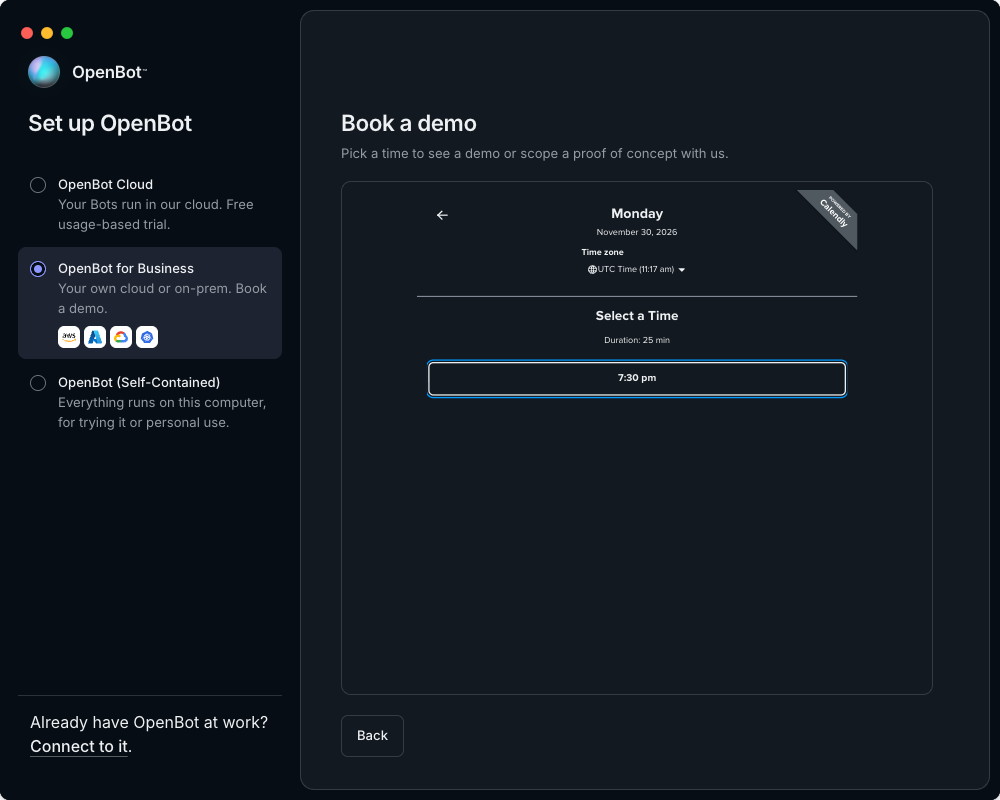 OpenBot™
Set up OpenBot
OpenBot Cloud
Your Bots run in our cloud. Free
usage-based trial.
OpenBot for Business
Your own cloud or on-prem. Book
a demo.
aws
OpenBot (Self-Contained)
Everything runs on this computer,
for trying it or personal use.
Already have OpenBot at work?
Connect to it.
Book a demo
Pick a time to see a demo or scope a proof of concept with us.
POWERED BY
Calendly
Monday
November 30, 2026
Time zone
UTC Time (11:17 am)
Select a Time
Duration: 25 min
7:30 pm
Back